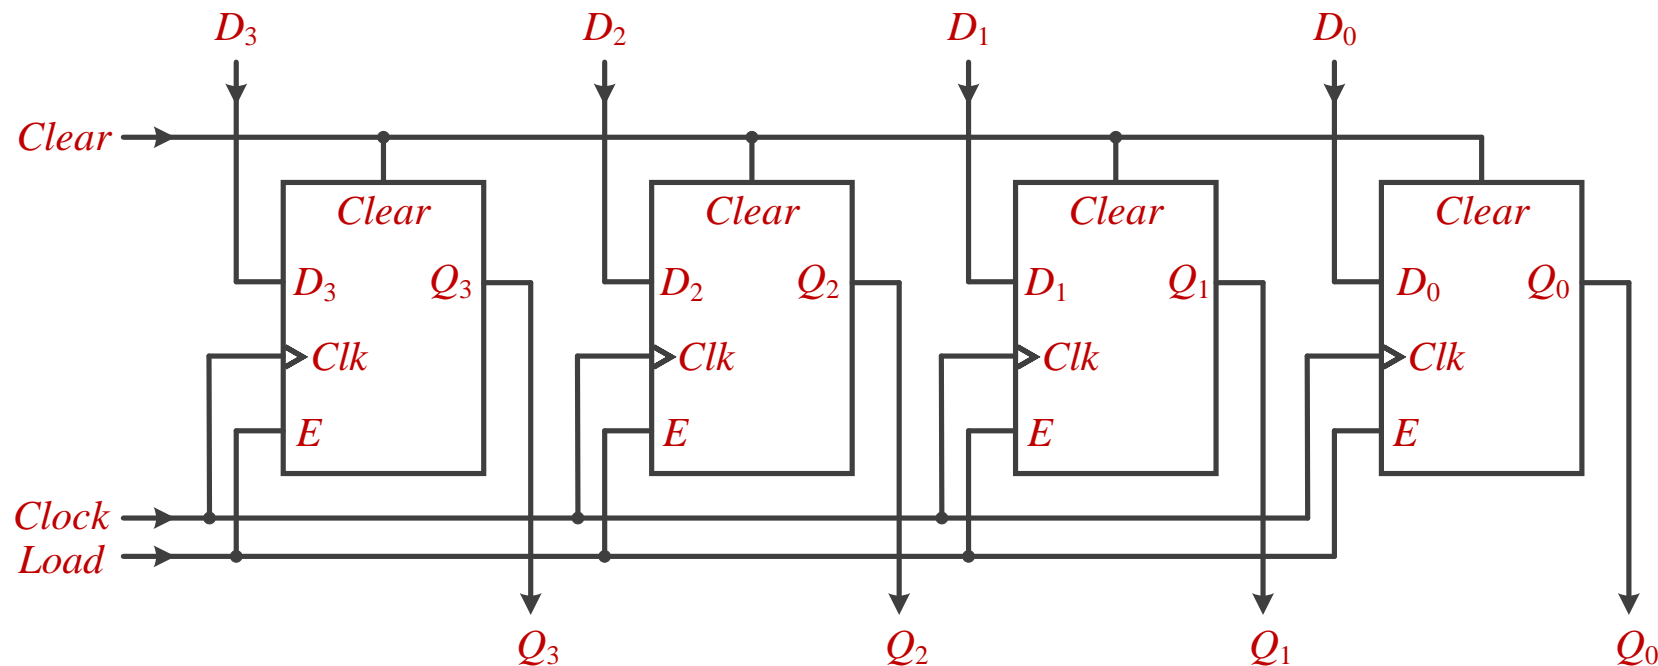 D₃ D₂ D₁ D₀
Clear
Clear Clear Clear Clear
D₃ Q₃ D₂ Q₂ D₁ Q₁ D₀ Q₀
Clk Clk Clk Clk
E E E E
Clock
Load
Q₃ Q₂ Q₁ Q₀